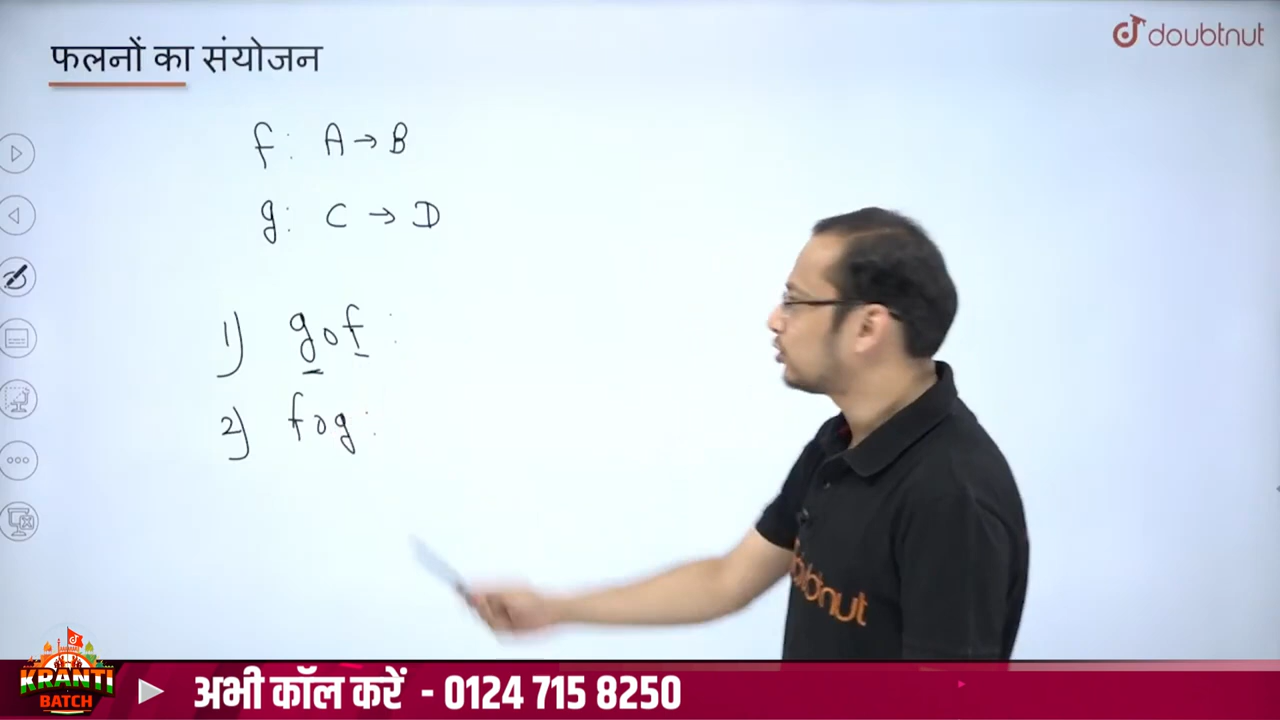 फलनों का संयोजन
doubtnut
f: A → B
g: C → D
1) gof:
2) fog:
doubtnut
KRANTI
BATCH
अभी कॉल करें - 0124 715 8250